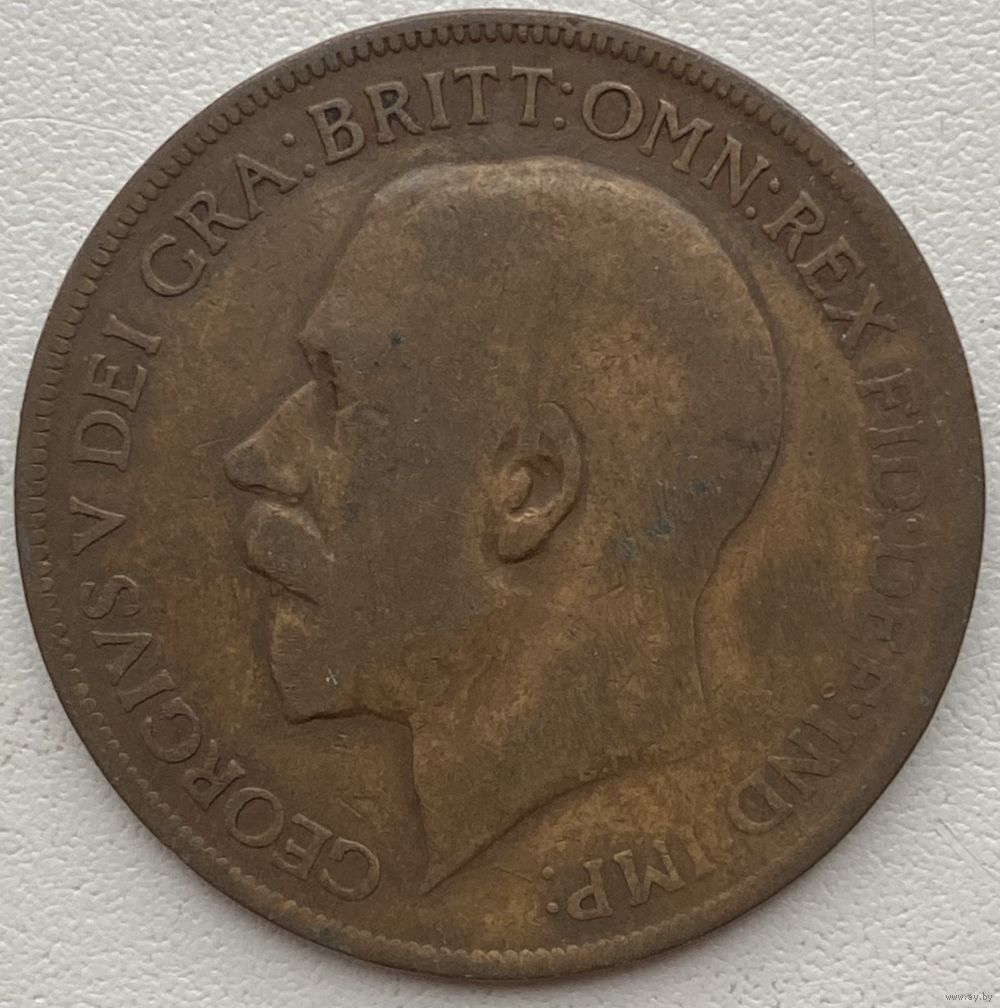 GEORGIVS V DEI GRA: BRITT: OMN: REX FID: DEF: IND: IMP:
www.ay.by